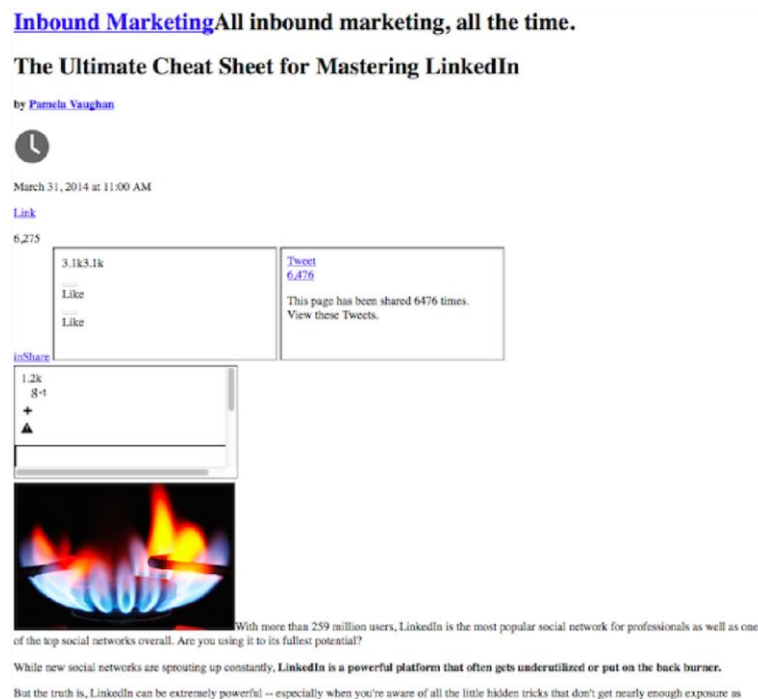 Inbound MarketingAll inbound marketing, all the time.
The Ultimate Cheat Sheet for Mastering LinkedIn
by Pamela Vaughan
March 31, 2014 at 11:00 AM
Link
6,275
3.1k3.1k
Like
Like
Tweet
6,476
This page has been shared 6476 times.
View these Tweets.
inShare
1.2k
g+1
+
With more than 259 million users, LinkedIn is the most popular social network for professionals as well as one
of the top social networks overall. Are you using it to its fullest potential?
While new social networks are sprouting up constantly, LinkedIn is a powerful platform that often gets underutilized or put on the back burner.
But the truth is, LinkedIn can be extremely powerful -- especially when you're aware of all the little hidden tricks that don't get nearly enough exposure as